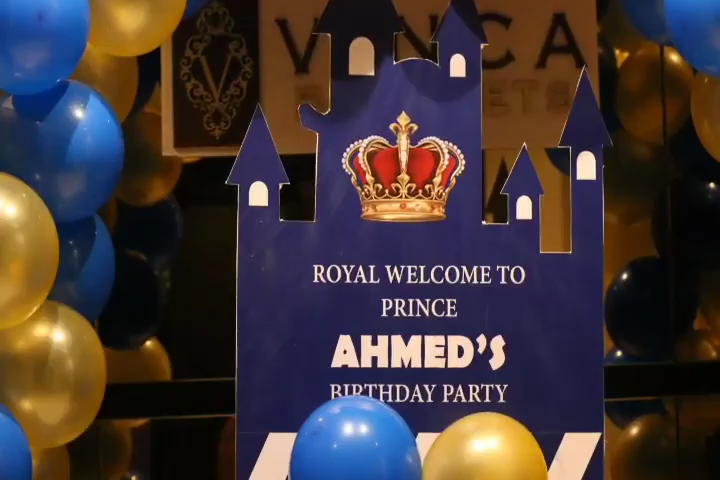 V
ROYAL WELCOME TO
PRINCE
AHMED'S
BIRTHDAY PARTY